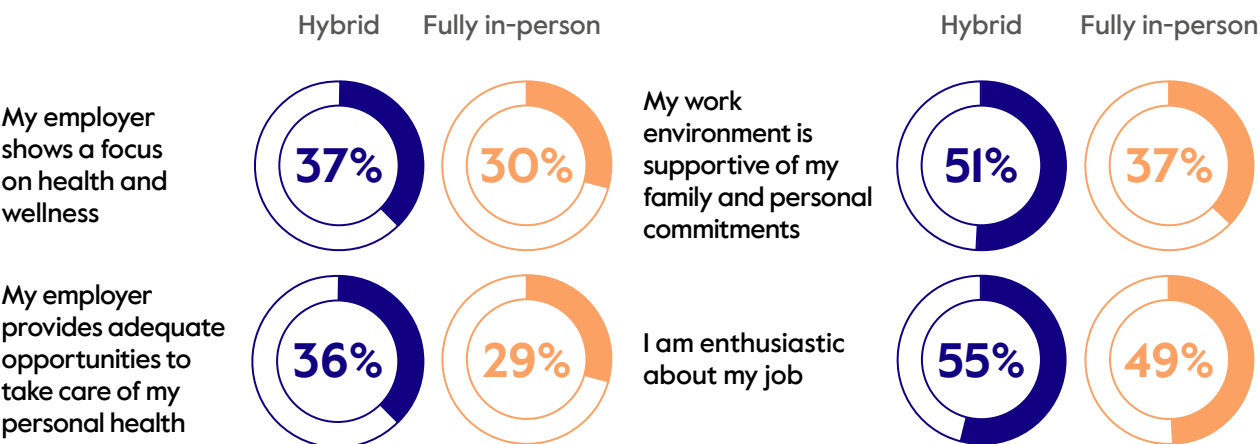 Hybrid Fully in-person
Hybrid Fully in-person
My employer
shows a focus
on health and
wellness
37%
30%
My work
environment is
supportive of my
family and personal
commitments
51%
37%
My employer
provides adequate
opportunities to
take care of my
personal health
36%
29%
I am enthusiastic
about my job
55%
49%